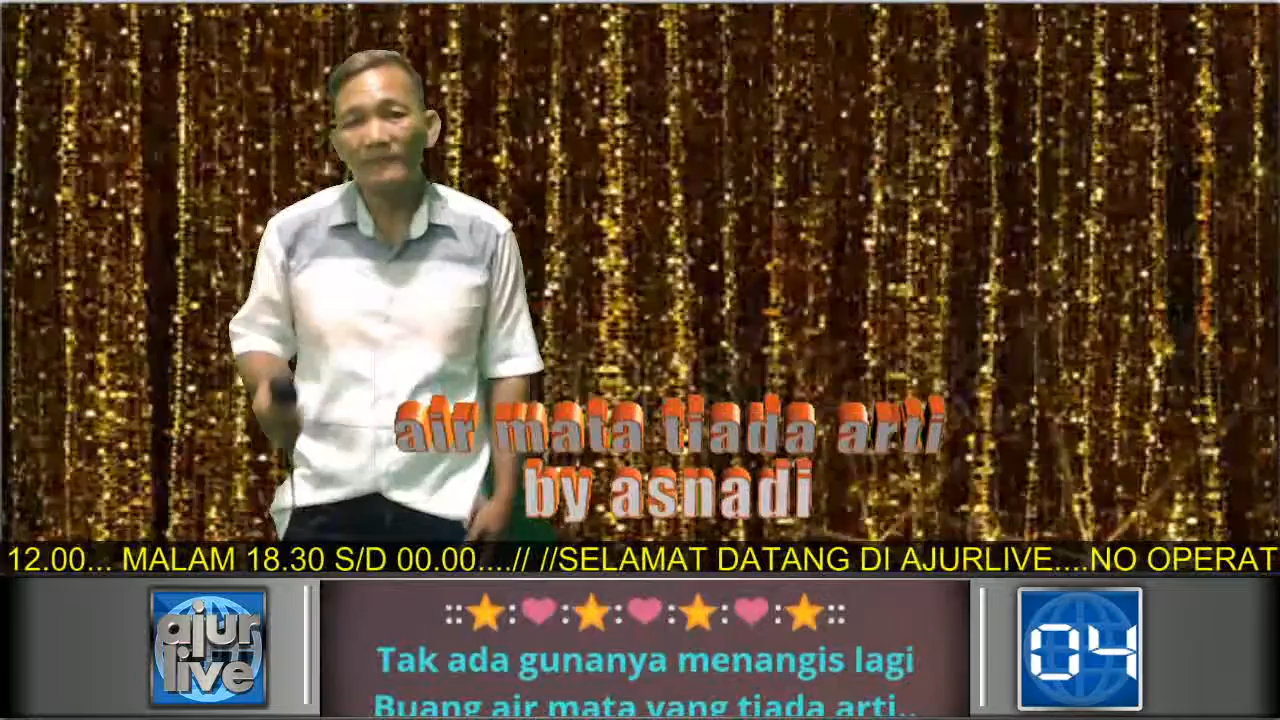 air mata tiada arti
by asnadi
12.00... MALAM 18.30 S/D 00.00....// //SELAMAT DATANG DI AJURLIVE....NO OPERAT
ajur
live
04
Tak ada gunanya menangis lagi
Buang air mata yang tiada arti..